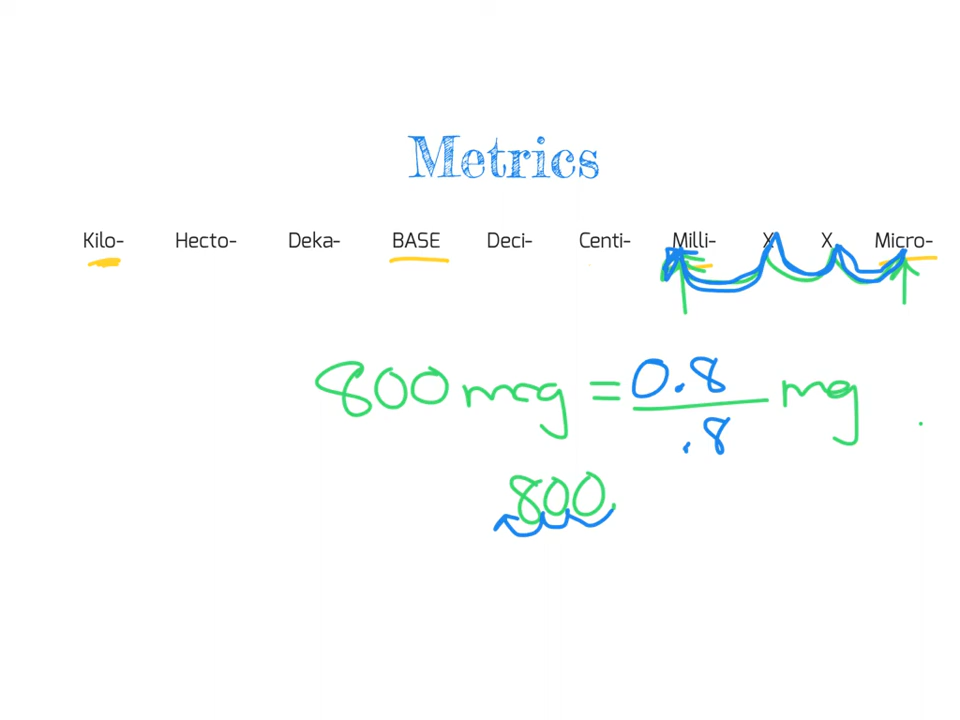 Metrics
Kilo- Hecto- Deka- BASE Deci- Centi- Milli- X X Micro-
800 mcg = 0.8 mg
.8
800.